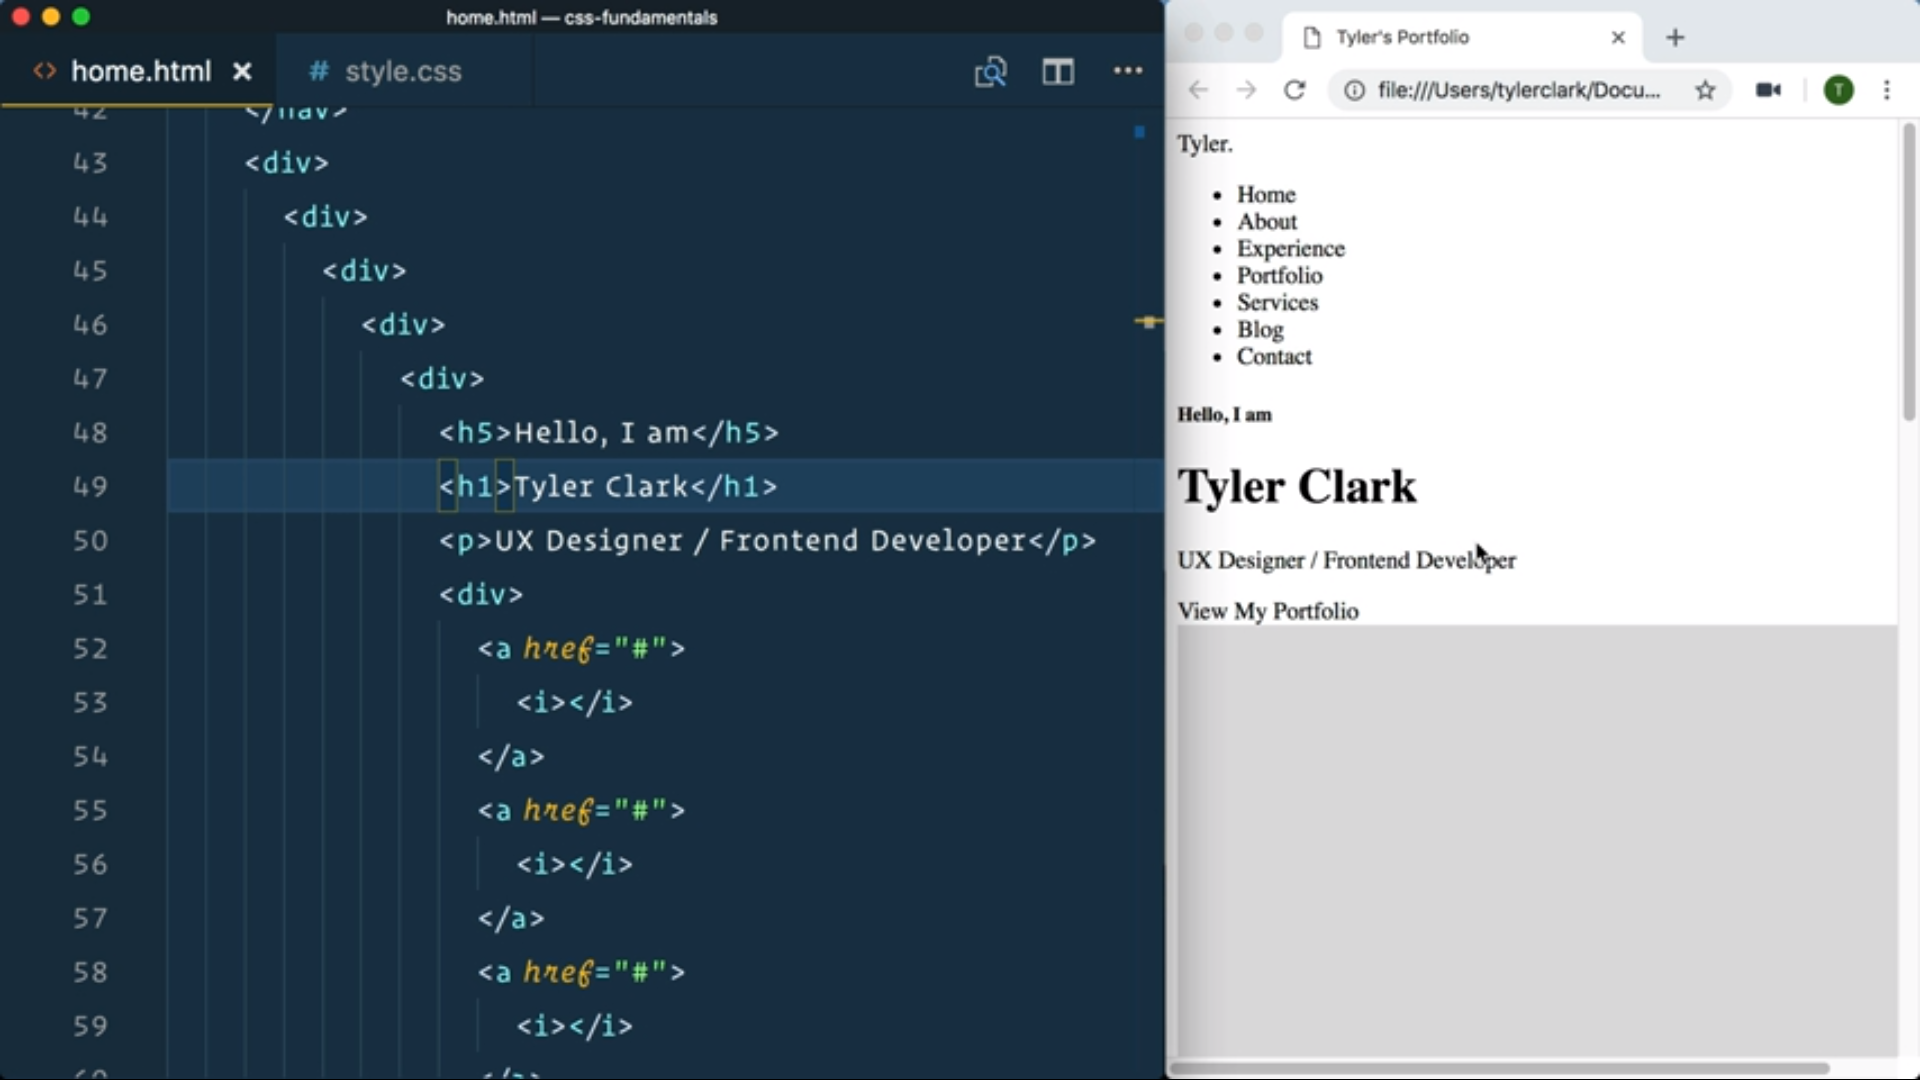 home.html — css-fundamentals
home.html
# style.css
42 </nav>
43 <div>
44 <div>
45 <div>
46 <div>
47 <div>
48 <h5>Hello, I am</h5>
49 <h1>Tyler Clark</h1>
50 <p>UX Designer / Frontend Developer</p>
51 <div>
52 <a href="#">
53 <i></i>
54 </a>
55 <a href="#">
56 <i></i>
57 </a>
58 <a href="#">
59 <i></i>
60 </a>
Tyler's Portfolio
file:///Users/tylerclark/Docu...
T
Tyler.
• Home
• About
• Experience
• Portfolio
• Services
• Blog
• Contact
Hello, I am
Tyler Clark
UX Designer / Frontend Developer
View My Portfolio